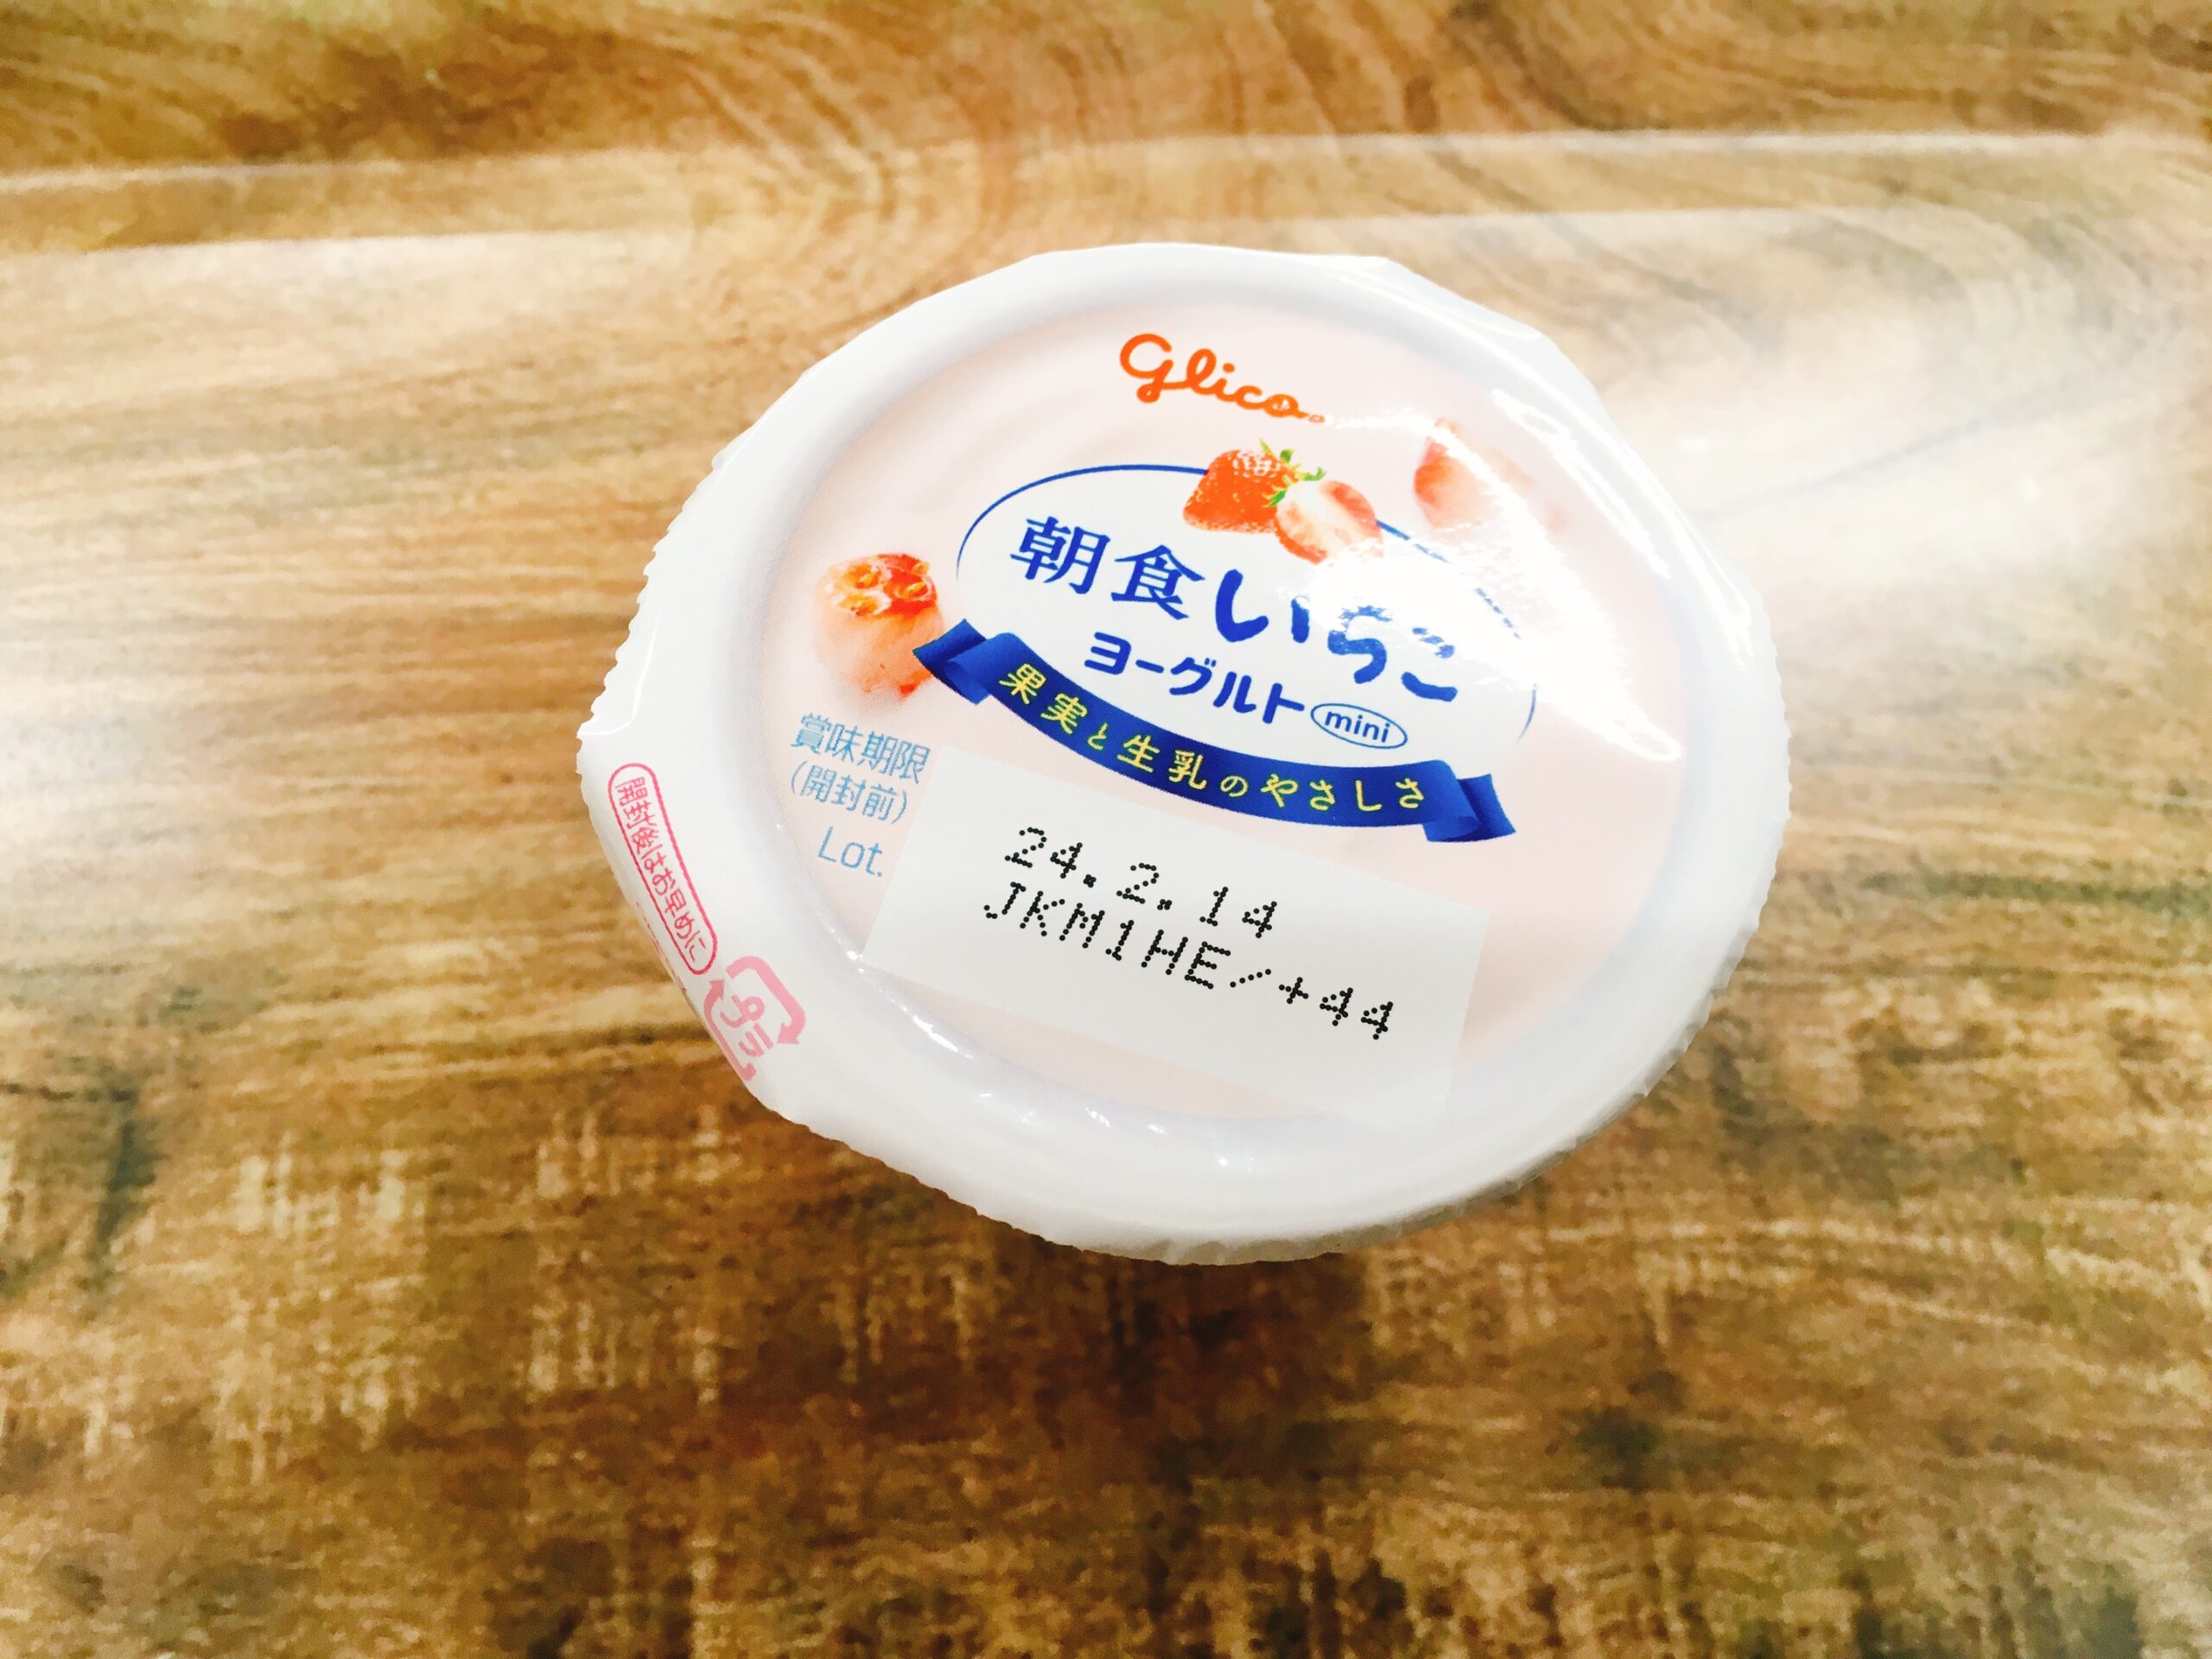 Glico
朝食いちご
ヨーグルト mini
果実と生乳のやさしさ
賞味期限
(開封前)
Lot.
24.2.14
JKM1HE/+44
開封後はお早めに
プラ